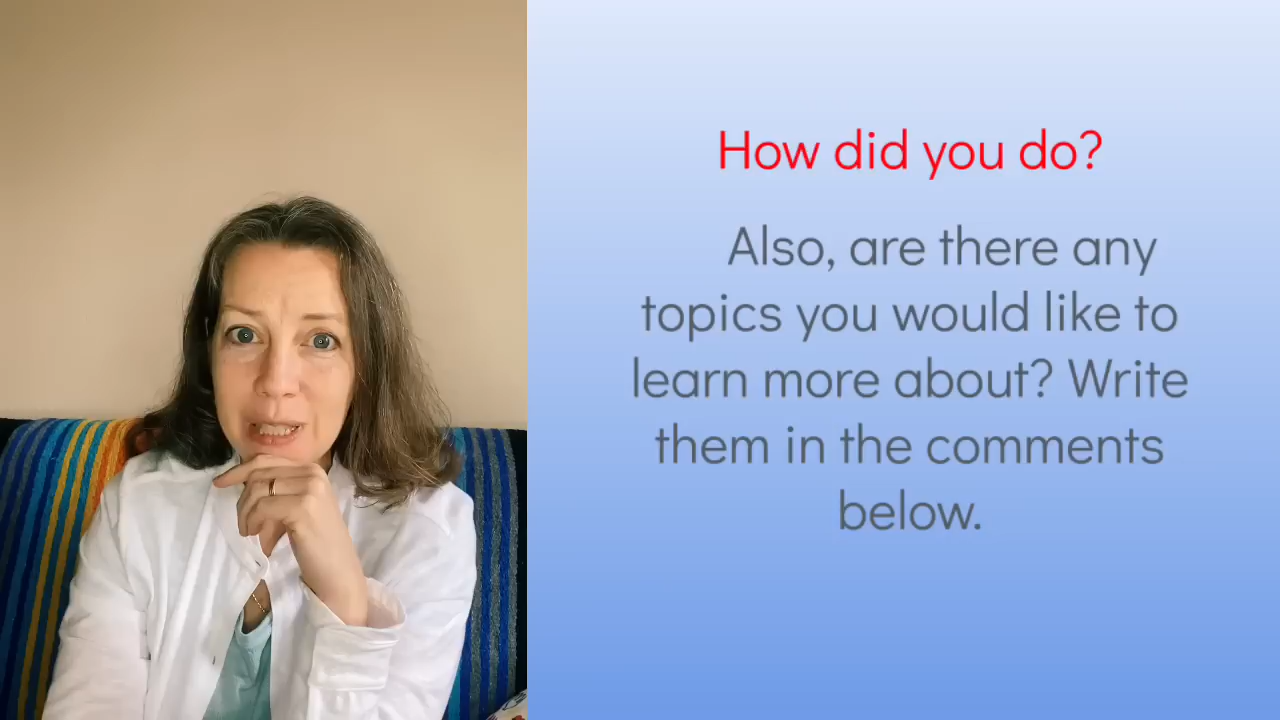 How did you do?
Also, are there any
topics you would like to
learn more about? Write
them in the comments
below.